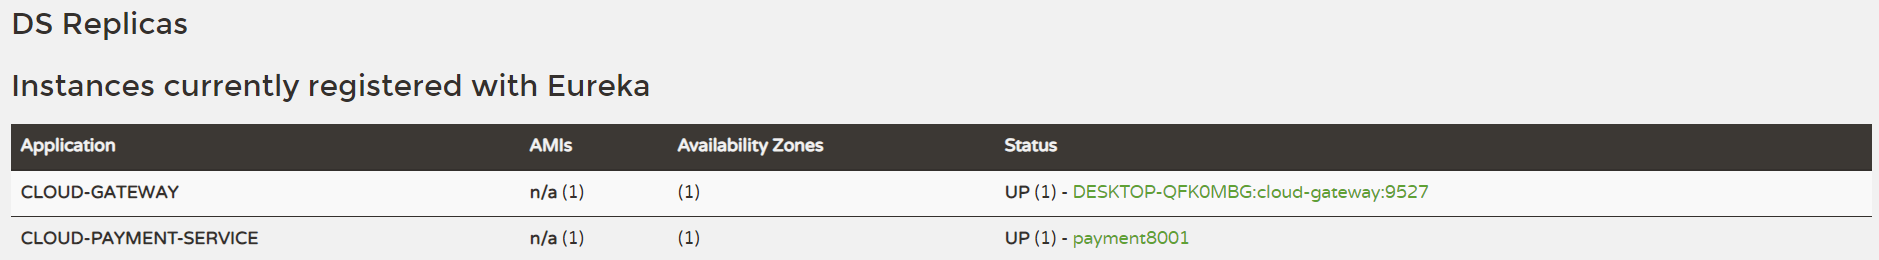 DS Replicas
Instances currently registered with Eureka
Application AMIs Availability Zones Status
CLOUD-GATEWAY n/a (1) (1) UP (1) - DESKTOP-QFK0MBG:cloud-gateway:9527
CLOUD-PAYMENT-SERVICE n/a (1) (1) UP (1) - payment8001